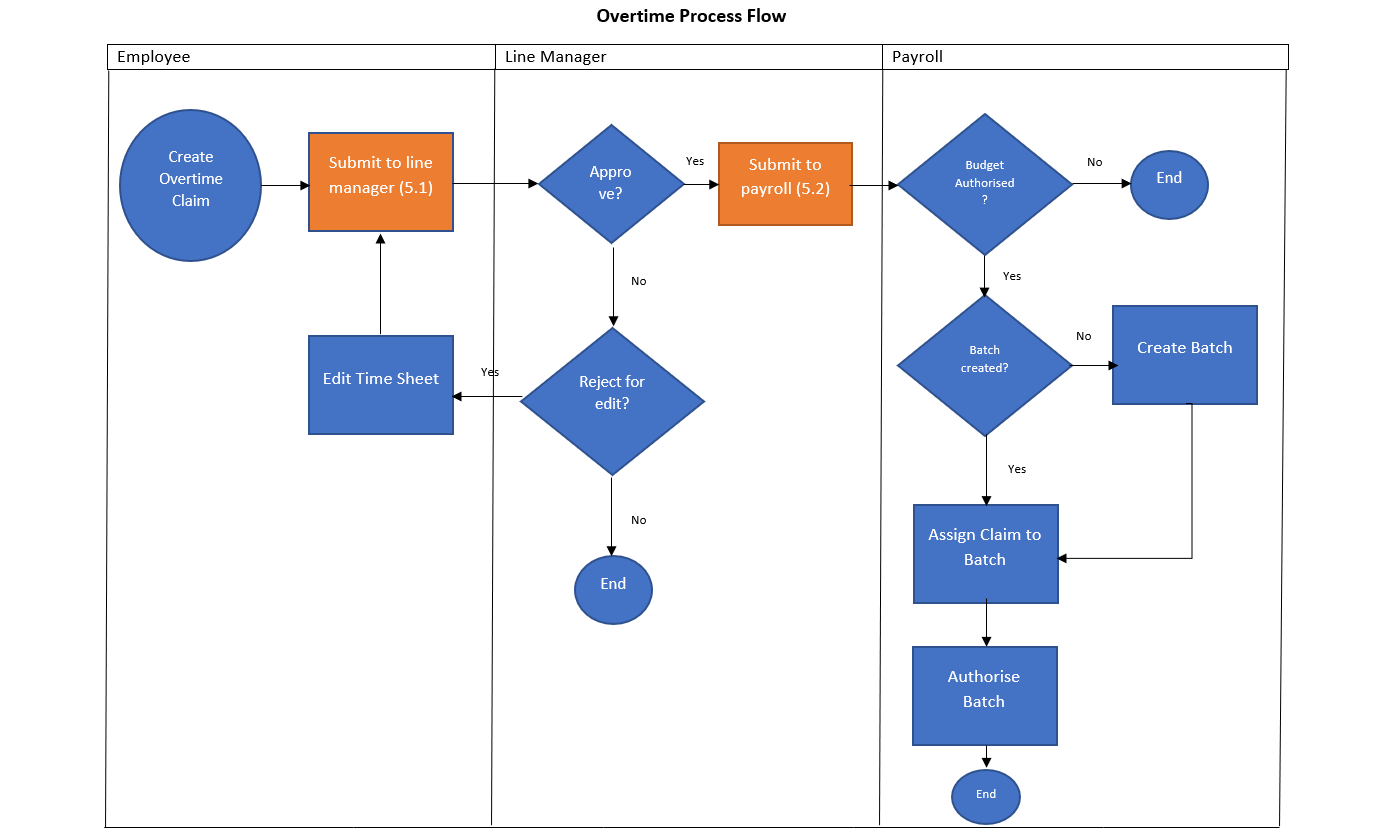 Overtime Process Flow
Employee
Line Manager
Payroll
Create
Overtime
Claim
Submit to line
manager (5.1)
Appro
ve?
Yes
Submit to
payroll (5.2)
Budget
Authorised
?
No
End
No
Yes
Edit Time Sheet
Yes
Reject for
edit?
Batch
created?
No
Create Batch
No
Yes
End
Assign Claim to
Batch
Authorise
Batch
End